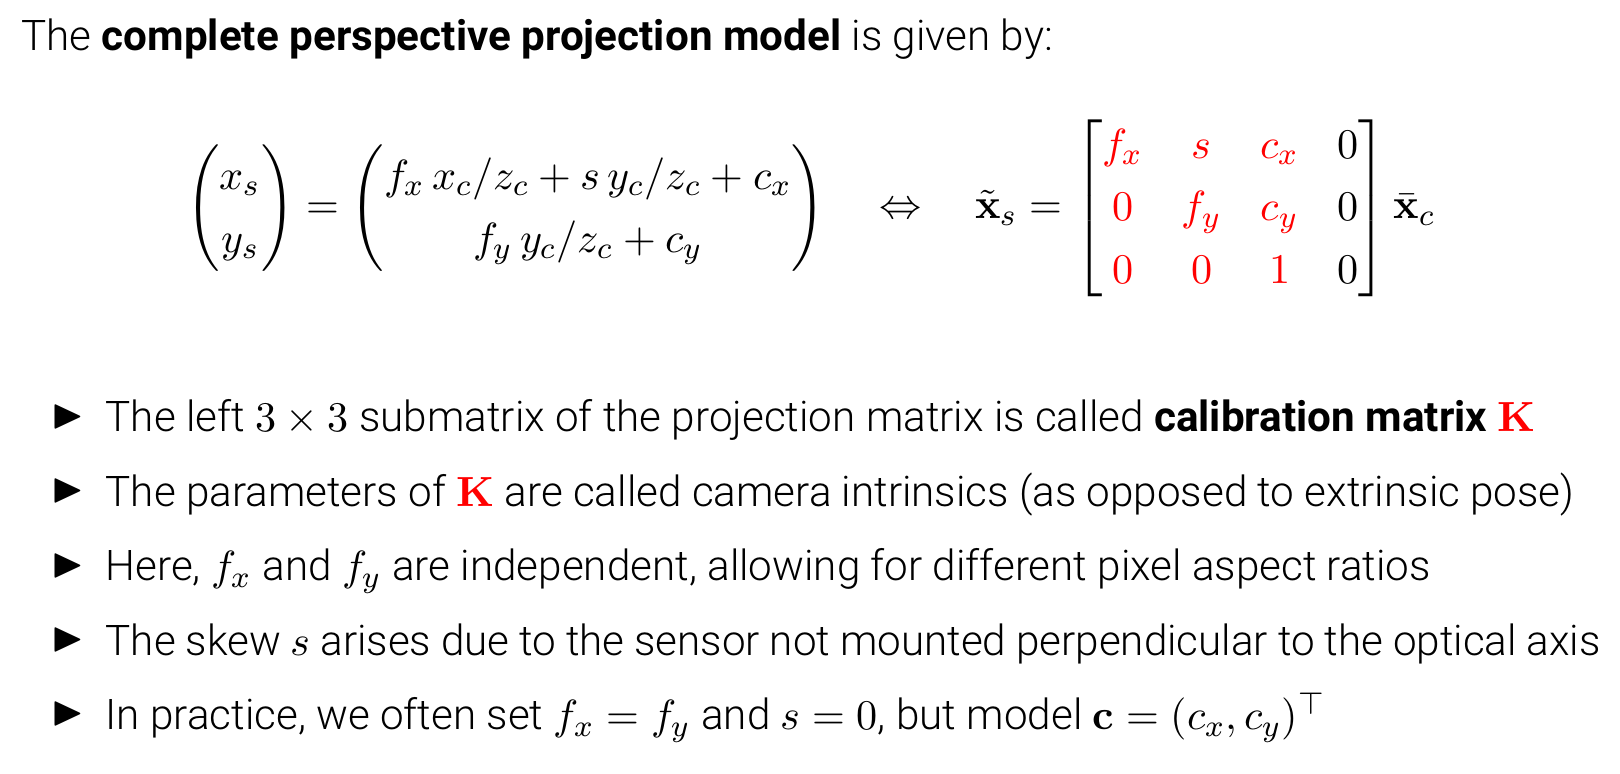 The complete perspective projection model is given by:
$$\begin{pmatrix} x_s \\ y_s \end{pmatrix} = \begin{pmatrix} f_x\, x_c/z_c + s\, y_c/z_c + c_x \\ f_y\, y_c/z_c + c_y \end{pmatrix} \quad \Leftrightarrow \quad \tilde{\mathbf{x}}_s = \begin{bmatrix} f_x & s & c_x & 0 \\ 0 & f_y & c_y & 0 \\ 0 & 0 & 1 & 0 \end{bmatrix} \bar{\mathbf{x}}_c$$
▶ The left 3 × 3 submatrix of the projection matrix is called calibration matrix $\mathbf{K}$
▶ The parameters of $\mathbf{K}$ are called camera intrinsics (as opposed to extrinsic pose)
▶ Here, $f_x$ and $f_y$ are independent, allowing for different pixel aspect ratios
▶ The skew $s$ arises due to the sensor not mounted perpendicular to the optical axis
▶ In practice, we often set $f_x = f_y$ and $s = 0$, but model $\mathbf{c} = (c_x, c_y)^\top$